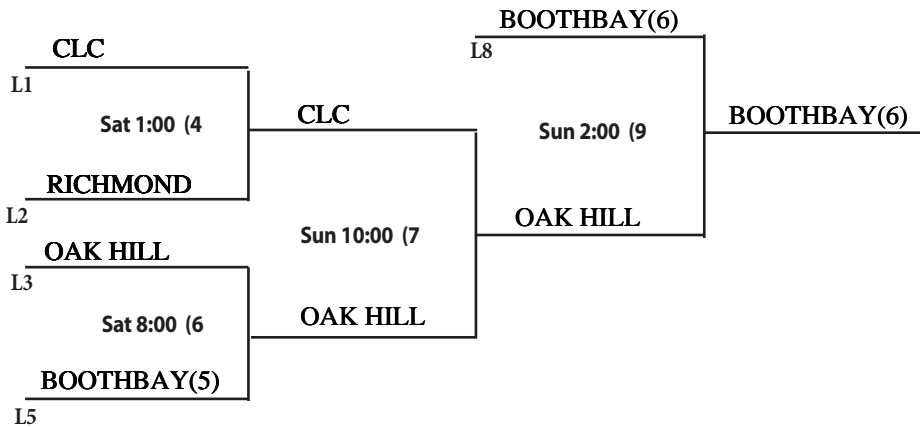 BOOTHBAY(6)
L8
CLC
L1
Sat 1:00 (4
CLC
Sun 2:00 (9
BOOTHBAY(6)
RICHMOND
L2
OAK HILL
Sun 10:00 (7
OAK HILL
L3
Sat 8:00 (6
OAK HILL
BOOTHBAY(5)
L5